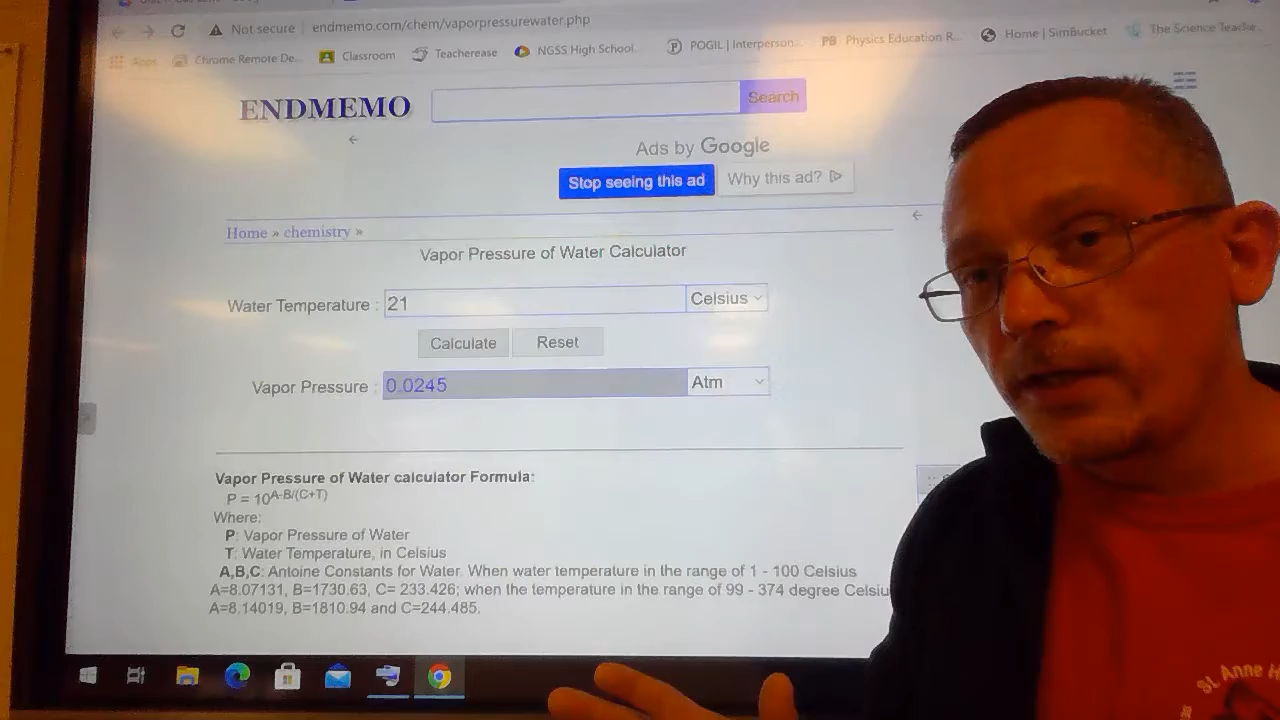 Not secure | endmemo.com/chem/vaporpressurewater.php
Apps Chrome Remote De... Classroom Teacherease NGSS High School... POGIL | Interperson... PB Physics Education R... Home | SimBucket The Science Teache...
ENDMEMO Search
Ads by Google
Stop seeing this ad Why this ad?
Home » chemistry »
Vapor Pressure of Water Calculator
Water Temperature : 21 Celsius
Calculate Reset
Vapor Pressure : 0.0245 Atm
Vapor Pressure of Water calculator Formula:
P = 10A-B/(C+T)
Where:
P: Vapor Pressure of Water
T: Water Temperature, in Celsius
A,B,C: Antoine Constants for Water. When water temperature in the range of 1 - 100 Celsius
A=8.07131, B=1730.63, C= 233.426; when the temperature in the range of 99 - 374 degree Celsiu
A=8.14019, B=1810.94 and C=244.485.
St. Anne